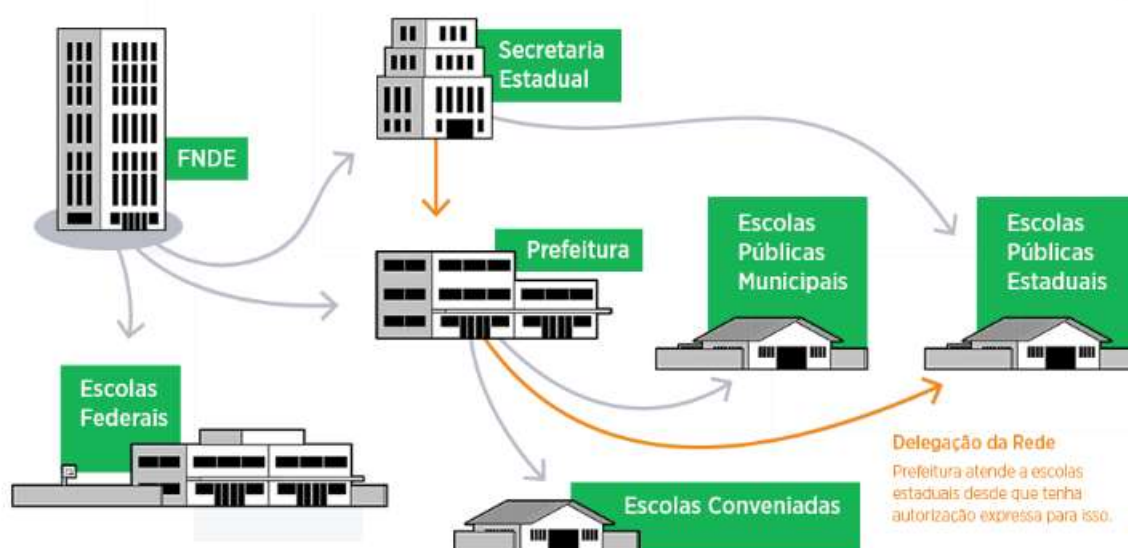 Secretaria
Estadual
FNDE
Prefeitura
Escolas
Públicas
Municipais
Escolas
Públicas
Estaduais
Escolas
Federais
Delegação da Rede
Prefeitura atende a escolas
estaduais desde que tenha
autorização expressa para isso.
Escolas Conveniadas